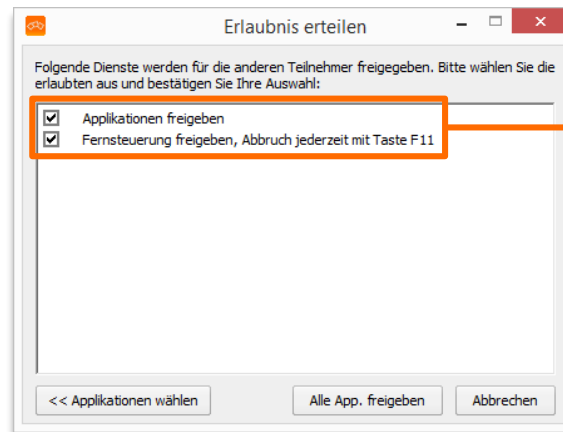 Erlaubnis erteilen
Folgende Dienste werden für die anderen Teilnehmer freigegeben. Bitte wählen Sie die
erlaubten aus und bestätigen Sie Ihre Auswahl:
Applikationen freigeben
Fernsteuerung freigeben, Abbruch jederzeit mit Taste F11
<< Applikationen wählen
Alle App. freigeben
Abbrechen